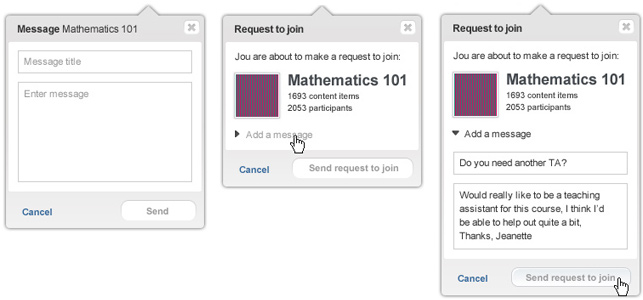 Message Mathematics 101
Message title
Enter message
Cancel
Send
Request to join
Jou are about to make a request to join:
Mathematics 101
1693 content items
2053 participants
Add a message
Cancel
Send request to join
Request to join
Jou are about to make a request to join:
Mathematics 101
1693 content items
2053 participants
Add a message
Do you need another TA?
Would really like to be a teaching
assistant for this course, I think I'd
be able to help out quite a bit,
Thanks, Jeanette
Cancel
Send request to join